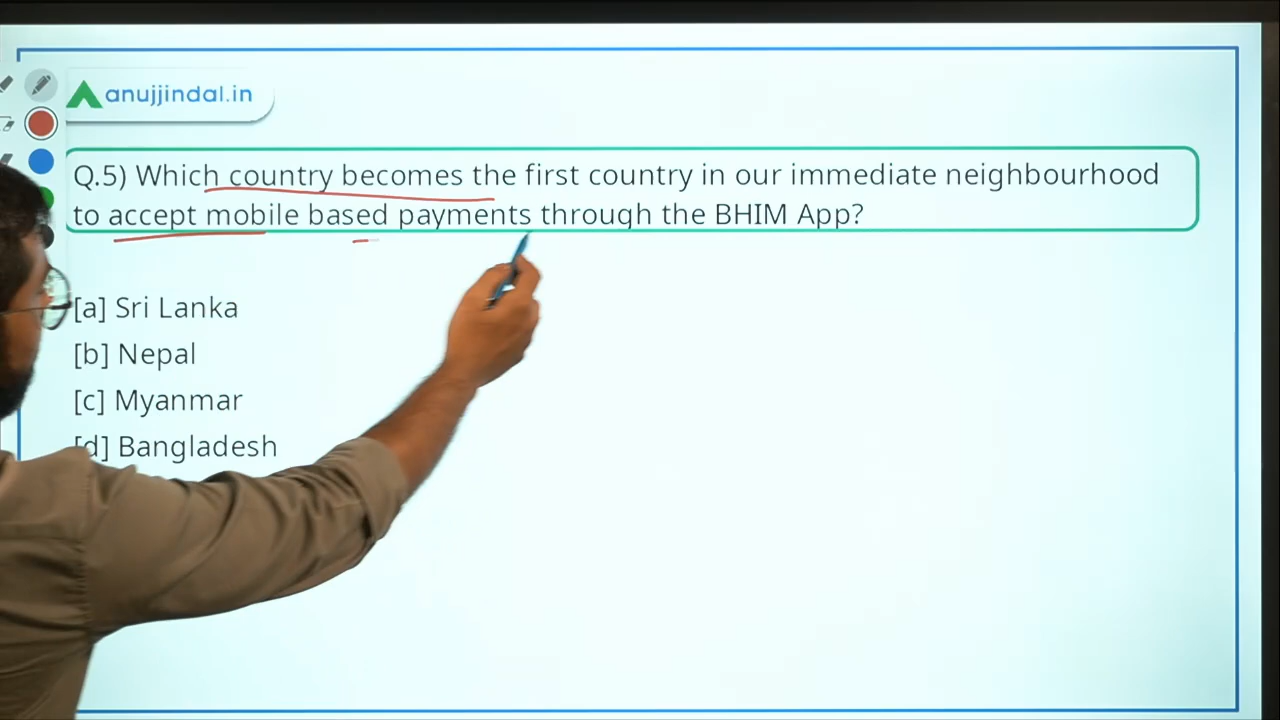 anujjindal.in
Q.5) Which country becomes the first country in our immediate neighbourhood
to accept mobile based payments through the BHIM App?
[a] Sri Lanka
[b] Nepal
[c] Myanmar
[d] Bangladesh